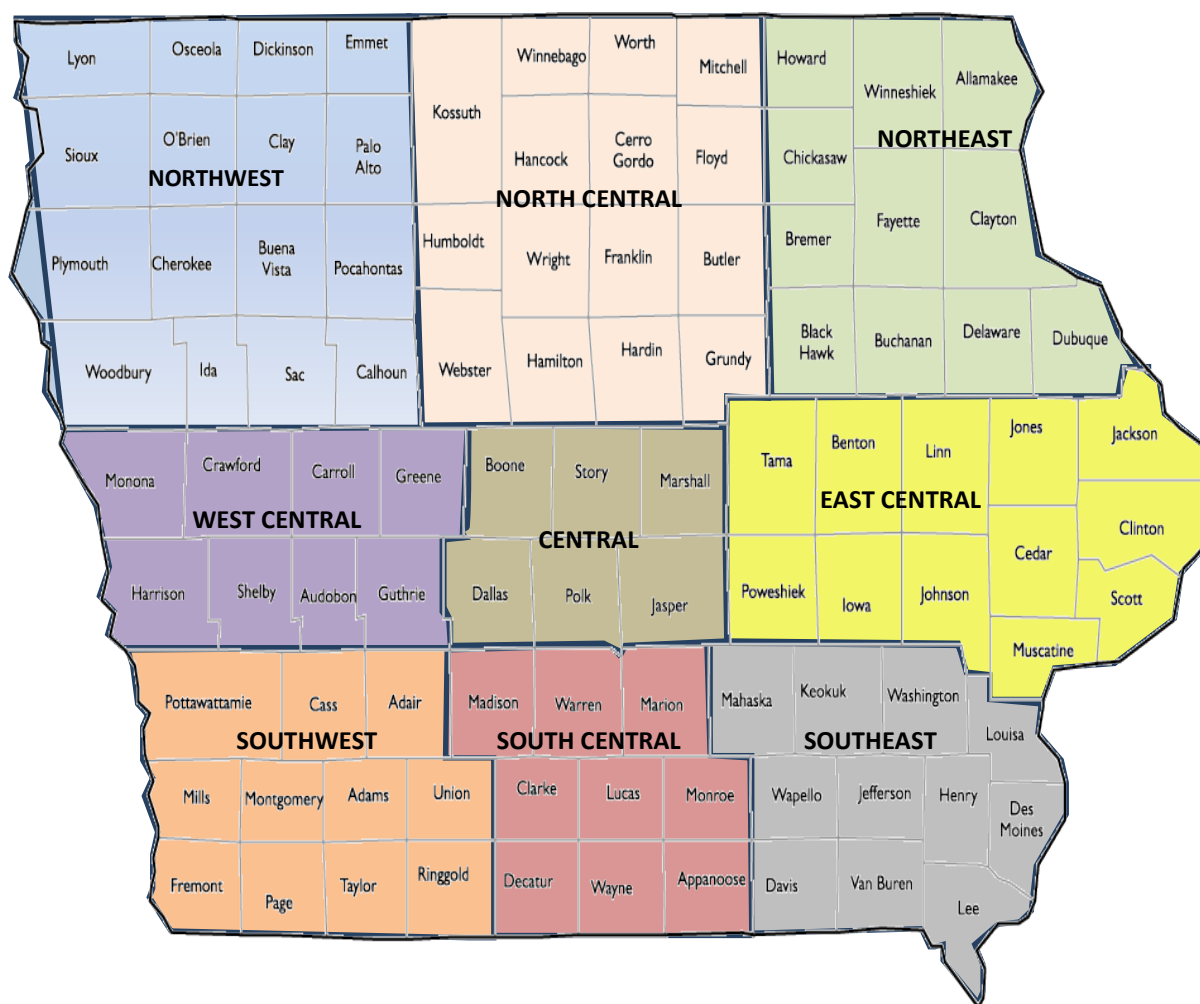 Lyon
Osceola
Dickinson
Emmet
Sioux
O'Brien
Clay
Palo
Alto
NORTHWEST
Plymouth
Cherokee
Buena
Vista
Pocahontas
Woodbury
Ida
Sac
Calhoun
Kossuth
Winnebago
Worth
Mitchell
Hancock
Cerro
Gordo
Floyd
NORTH CENTRAL
Humboldt
Wright
Franklin
Butler
Webster
Hamilton
Hardin
Grundy
Howard
Winneshiek
Allamakee
NORTHEAST
Chickasaw
Bremer
Fayette
Clayton
Black
Hawk
Buchanan
Delaware
Dubuque
Monona
Crawford
Carroll
Greene
WEST CENTRAL
Harrison
Shelby
Audobon
Guthrie
Boone
Story
Marshall
CENTRAL
Dallas
Polk
Jasper
Tama
Benton
Linn
Jones
Jackson
EAST CENTRAL
Clinton
Cedar
Poweshiek
Iowa
Johnson
Scott
Muscatine
Pottawattamie
Cass
Adair
SOUTHWEST
Mills
Montgomery
Adams
Union
Fremont
Page
Taylor
Ringgold
Madison
Warren
Marion
SOUTH CENTRAL
Clarke
Lucas
Monroe
Decatur
Wayne
Appanoose
Mahaska
Keokuk
Washington
Louisa
SOUTHEAST
Wapello
Jefferson
Henry
Des
Moines
Davis
Van Buren
Lee